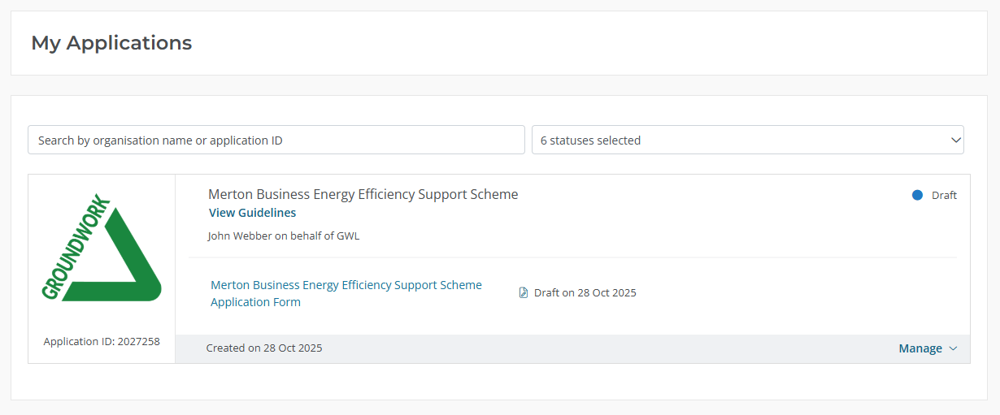 My Applications
Search by organisation name or application ID
6 statuses selected
GROUNDWORK
Merton Business Energy Efficiency Support Scheme
Draft
View Guidelines
John Webber on behalf of GWL
Merton Business Energy Efficiency Support Scheme
Application Form
Draft on 28 Oct 2025
Application ID: 2027258
Created on 28 Oct 2025
Manage